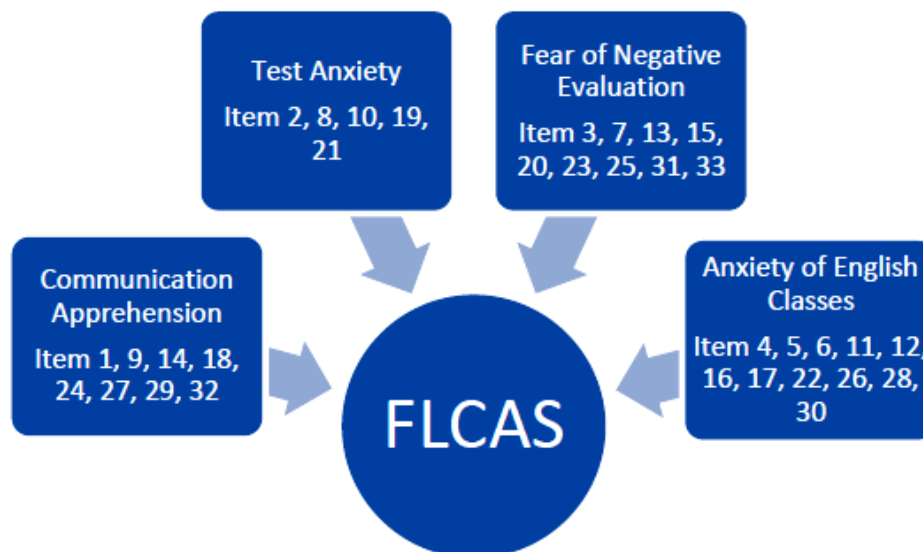 Test Anxiety
Item 2, 8, 10, 19,
21
Fear of Negative
Evaluation
Item 3, 7, 13, 15,
20, 23, 25, 31, 33
Communication
Apprehension
Item 1, 9, 14, 18,
24, 27, 29, 32
Anxiety of English
Classes
Item 4, 5, 6, 11, 12,
16, 17, 22, 26, 28,
30
FLCAS